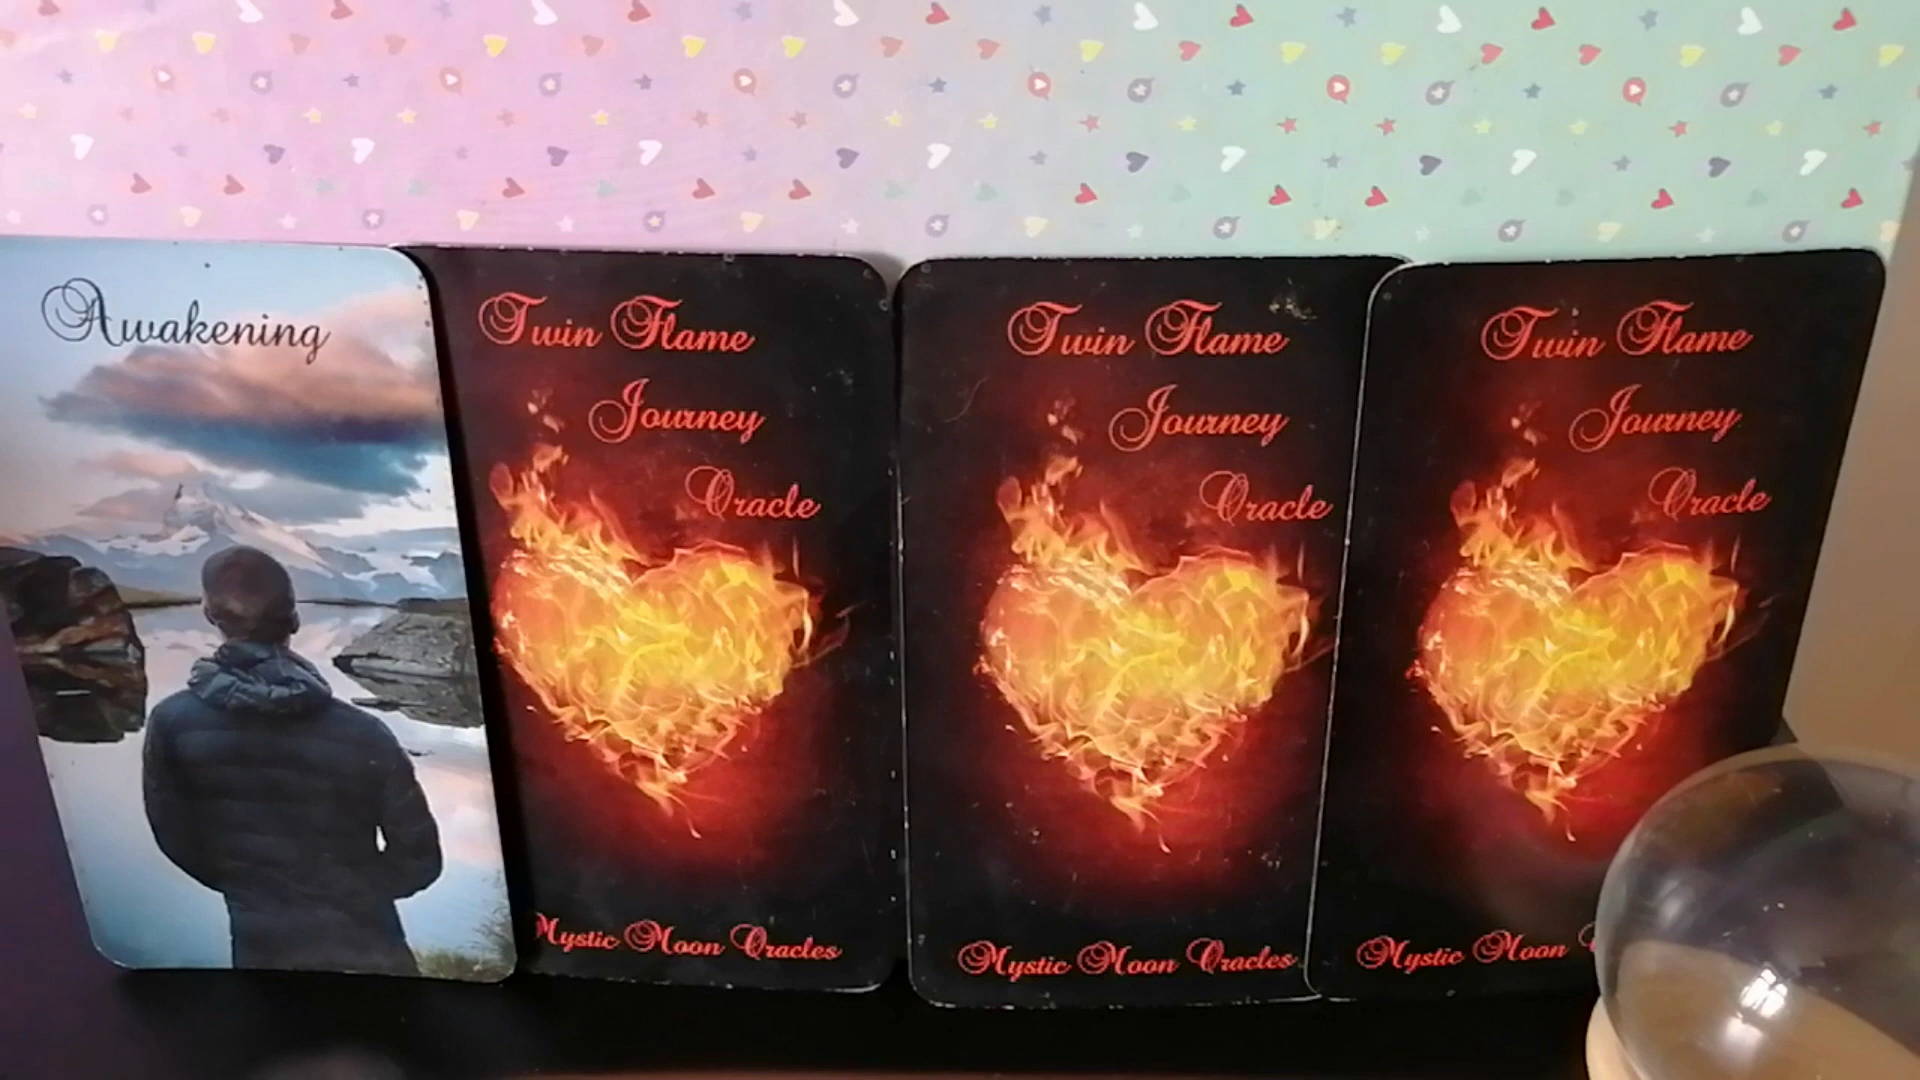 Awakening
Twin Flame
Journey
Oracle
Mystic Moon Oracles
Twin Flame
Journey
Oracle
Mystic Moon Oracles
Twin Flame
Journey
Oracle
Mystic Moon